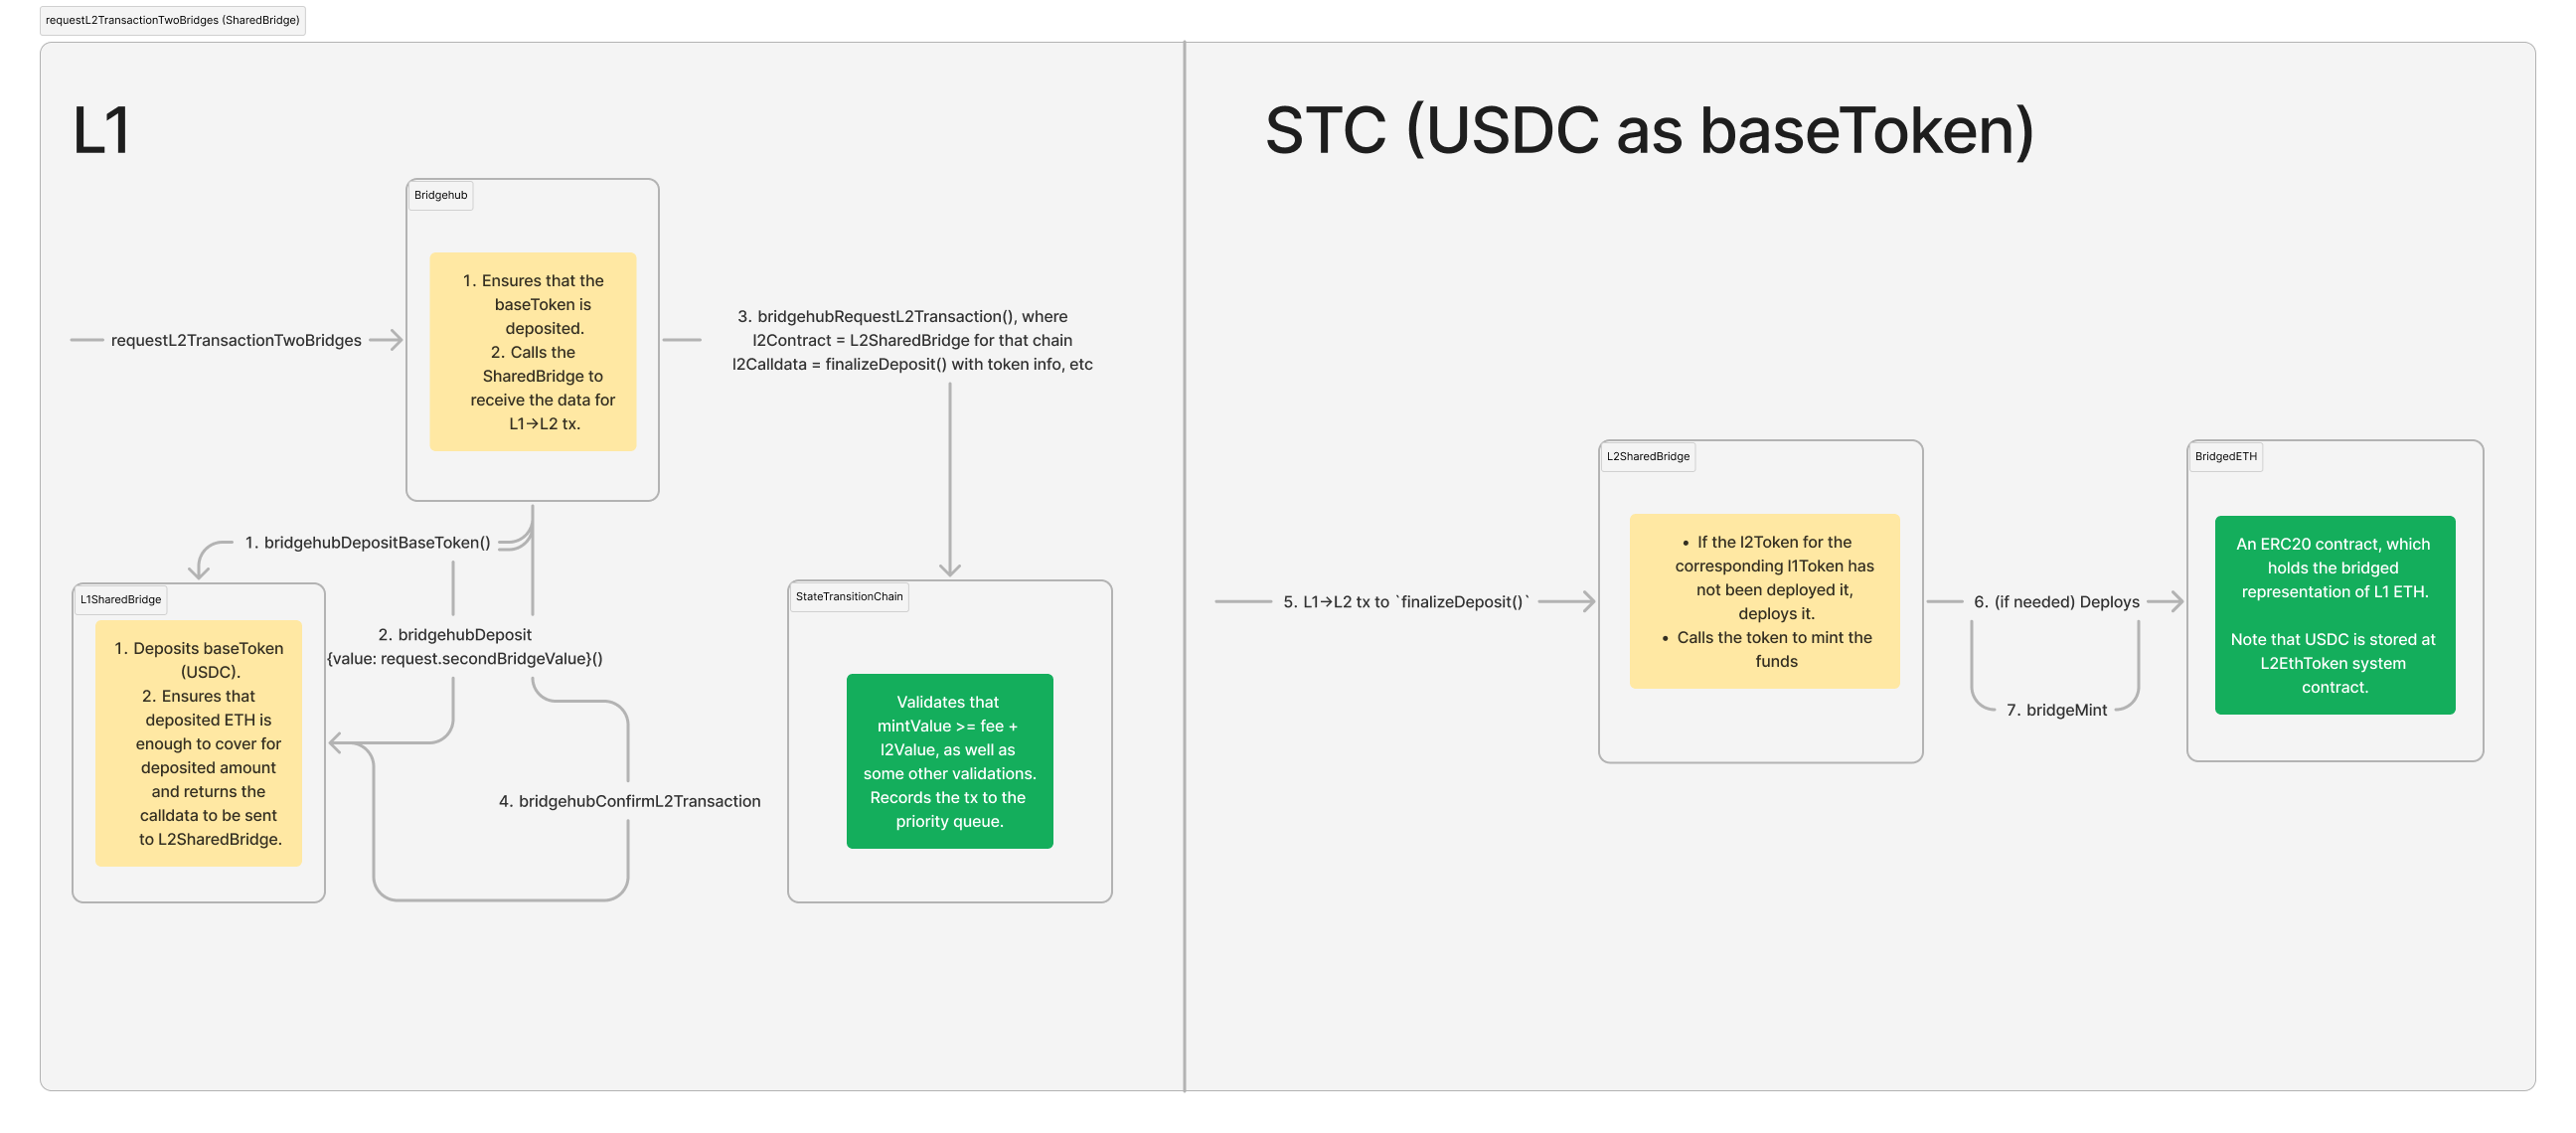 requestL2TransactionTwoBridges (SharedBridge)
L1
STC (USDC as baseToken)
Bridgehub
1. Ensures that the
baseToken is
deposited.
2. Calls the
SharedBridge to
receive the data for
L1→L2 tx.
requestL2TransactionTwoBridges
3. bridgehubRequestL2Transaction(), where
l2Contract = L2SharedBridge for that chain
l2Calldata = finalizeDeposit() with token info, etc
1. bridgehubDepositBaseToken()
L1SharedBridge
1. Deposits baseToken
(USDC).
2. Ensures that
deposited ETH is
enough to cover for
deposited amount
and returns the
calldata to be sent
to L2SharedBridge.
2. bridgehubDeposit
{value: request.secondBridgeValue}()
4. bridgehubConfirmL2Transaction
StateTransitionChain
Validates that
mintValue >= fee +
l2Value, as well as
some other validations.
Records the tx to the
priority queue.
5. L1→L2 tx to `finalizeDeposit()`
L2SharedBridge
• If the l2Token for the
corresponding l1Token has
not been deployed it,
deploys it.
• Calls the token to mint the
funds
6. (if needed) Deploys
7. bridgeMint
BridgedETH
An ERC20 contract, which
holds the bridged
representation of L1 ETH.
Note that USDC is stored at
L2EthToken system
contract.